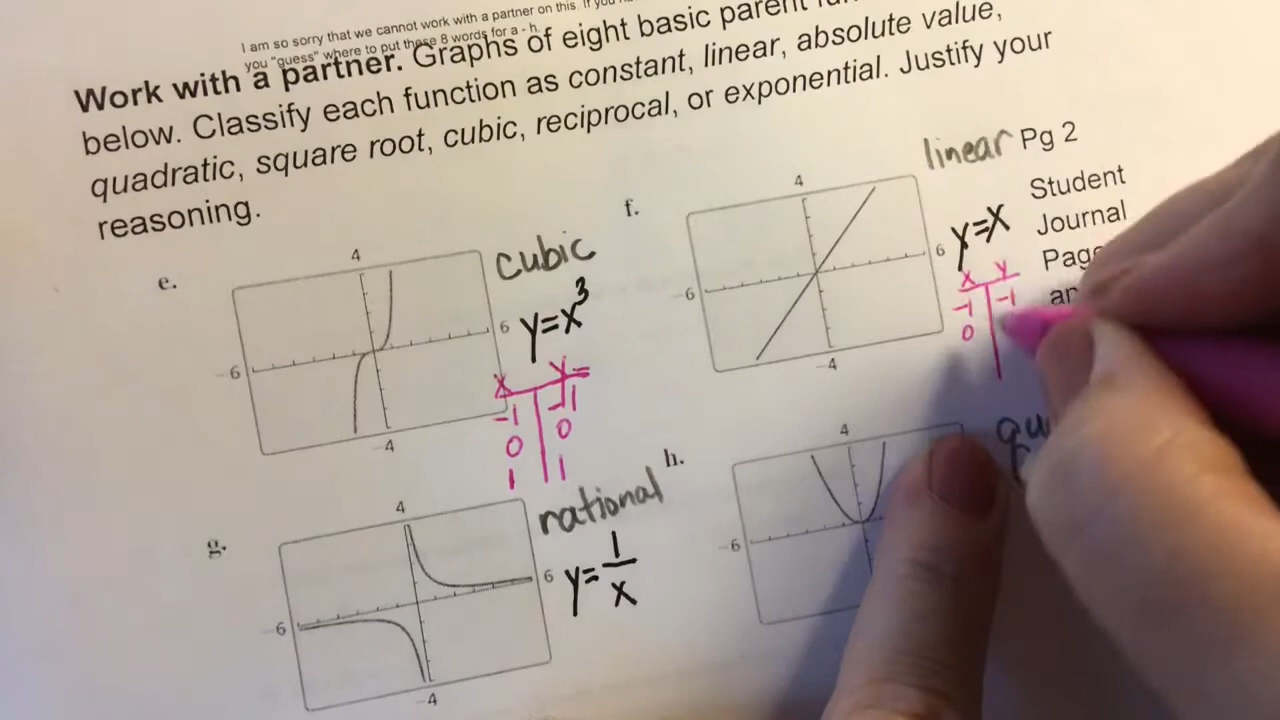 I am so sorry that we cannot work with a partner on this. If you
you "guess" where to put these 8 words for a - h.
Work with a partner. Graphs of eight basic parent
below. Classify each function as constant, linear, absolute value,
quadratic, square root, cubic, reciprocal, or exponential. Justify your
reasoning.
linear Pg 2
Student
Journal
e.
4
-6
6
-4
cubic
y=x³
x y
-1 -1
0 0
1 1
f.
4
-6
6
-4
y=x
x y
-1 -1
0
g.
4
-6
6
-4
rational
y=1/x
h.
4
-6